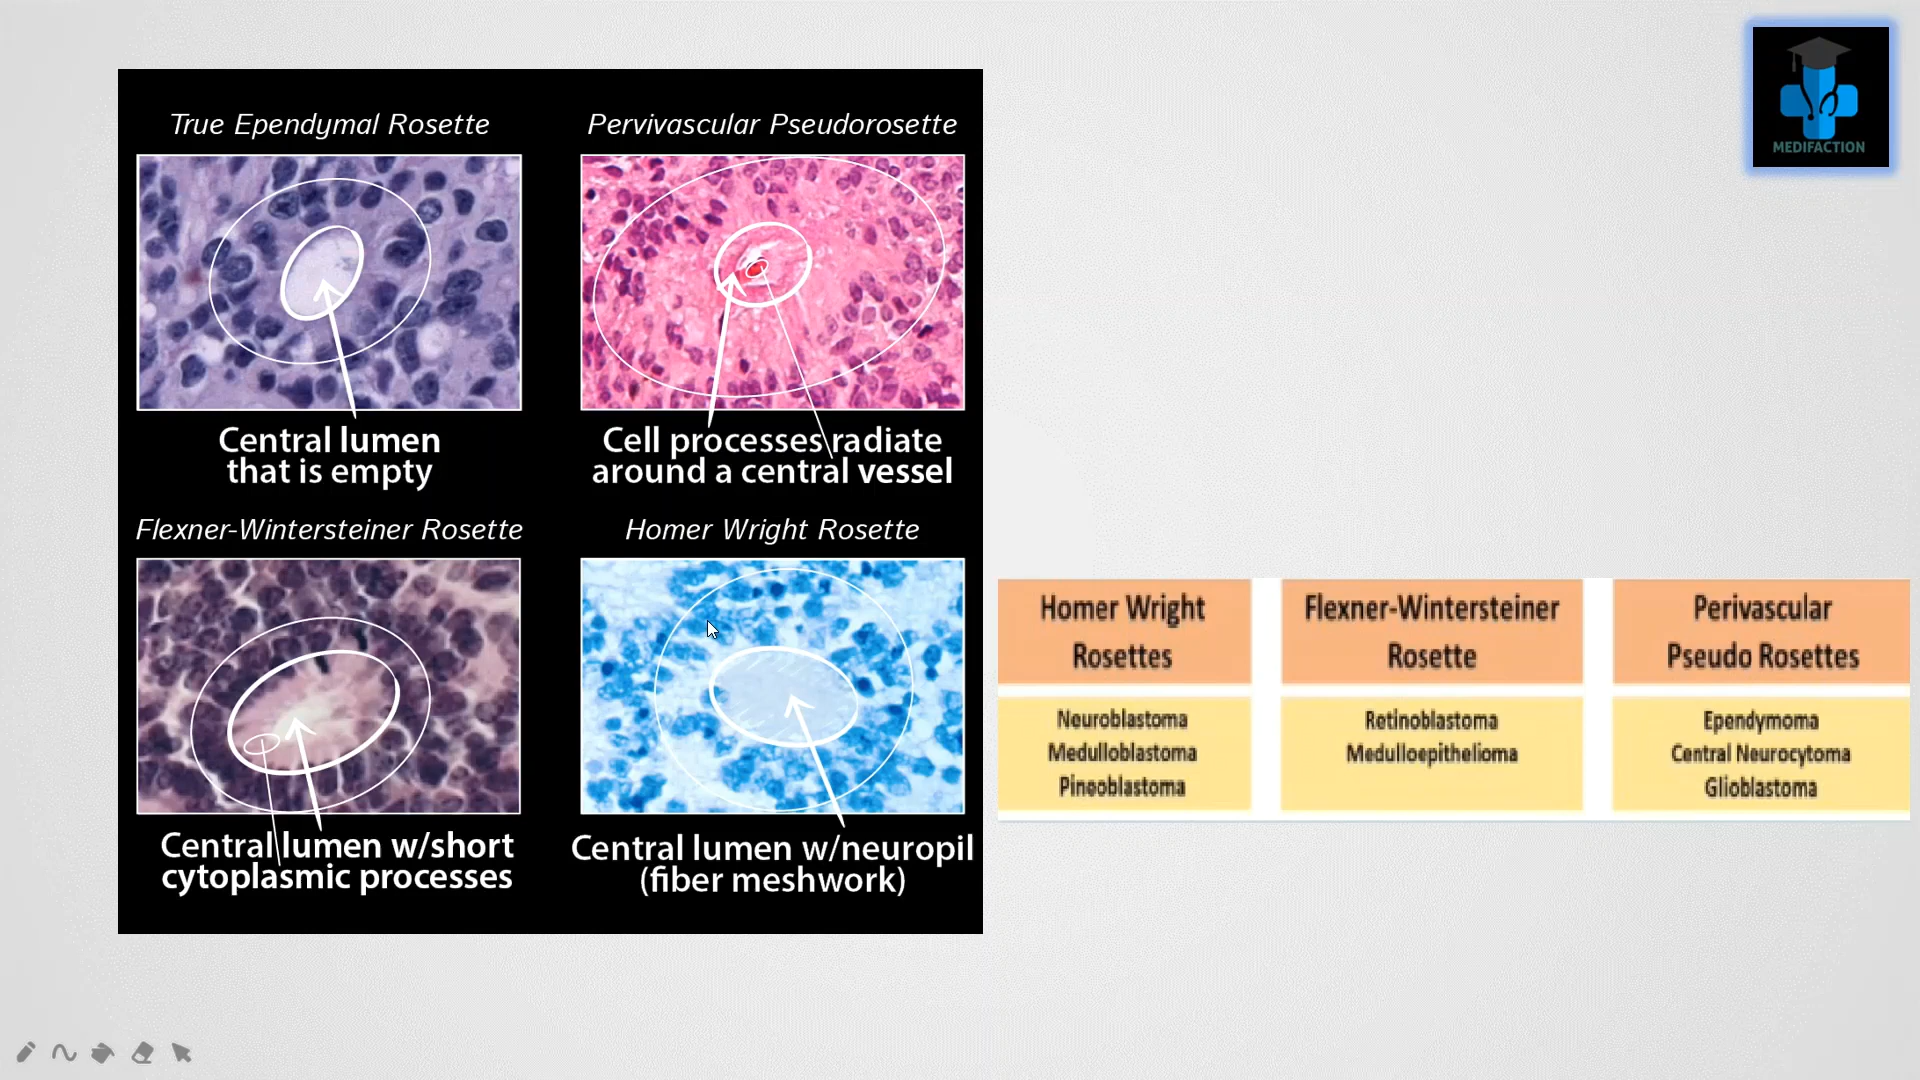 MEDIFACTION
True Ependymal Rosette
Central lumen
that is empty
Pervivascular Pseudorosette
Cell processes radiate
around a central vessel
Flexner-Wintersteiner Rosette
Central lumen w/short
cytoplasmic processes
Homer Wright Rosette
Central lumen w/neuropil
(fiber meshwork)
Homer Wright
Rosettes
Neuroblastoma
Medulloblastoma
Pineoblastoma
Flexner-Wintersteiner
Rosette
Retinoblastoma
Medulloepithelioma
Perivascular
Pseudo Rosettes
Ependymoma
Central Neurocytoma
Glioblastoma